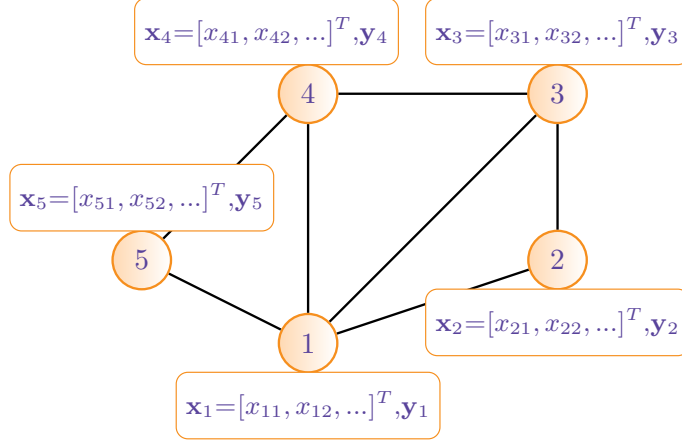 𝐱₄=[x₄₁, x₄₂, ...]ᵀ,𝐲₄
𝐱₃=[x₃₁, x₃₂, ...]ᵀ,𝐲₃
4
3
𝐱₅=[x₅₁, x₅₂, ...]ᵀ,𝐲₅
5
2
𝐱₂=[x₂₁, x₂₂, ...]ᵀ,𝐲₂
1
𝐱₁=[x₁₁, x₁₂, ...]ᵀ,𝐲₁